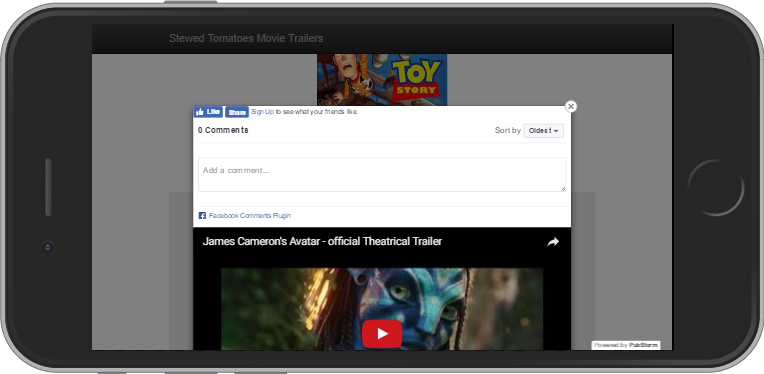 Stewed Tomatoes Movie Trailers
TOY
STORY
Like Share Sign Up to see what your friends like.
0 Comments Sort by Oldest
Add a comment...
Facebook Comments Plugin
James Cameron's Avatar - official Theatrical Trailer
Powered by PubStorm